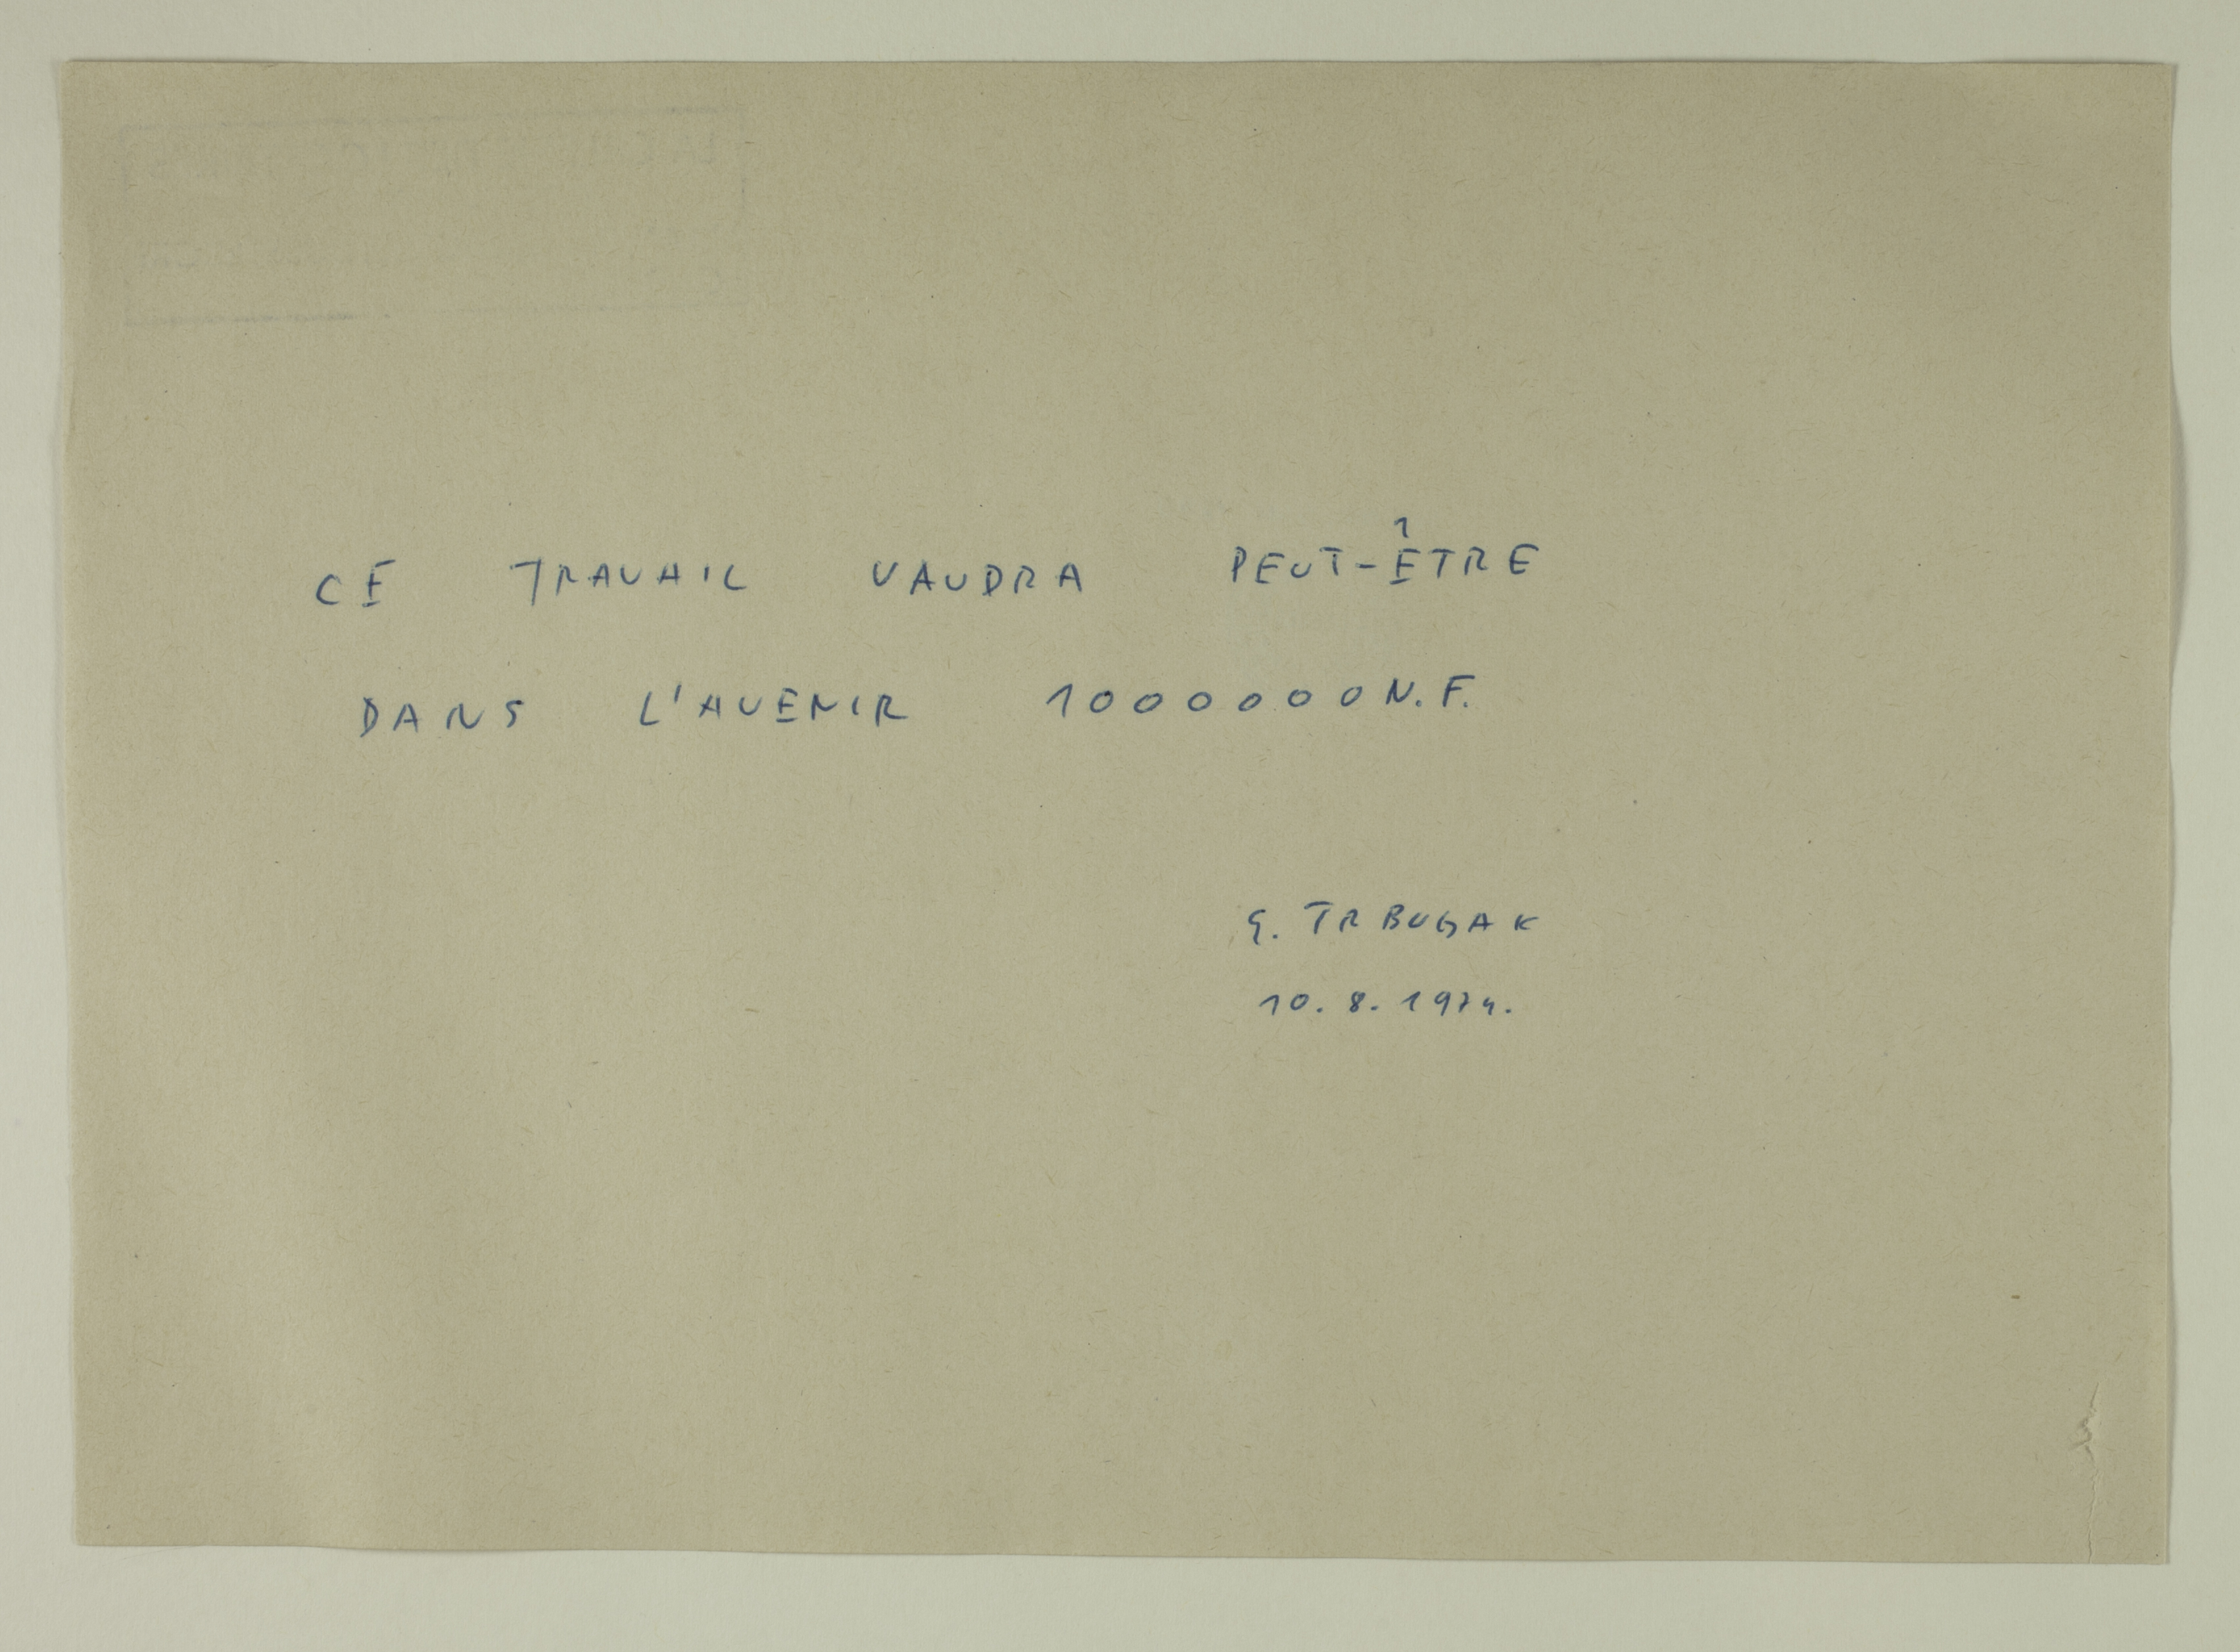 CE TRAVAIL VAUDRA PEUT-ÊTRE
DANS L'AVENIR 1000000 N.F.
G. TRBUGAK
10. 8. 1974.